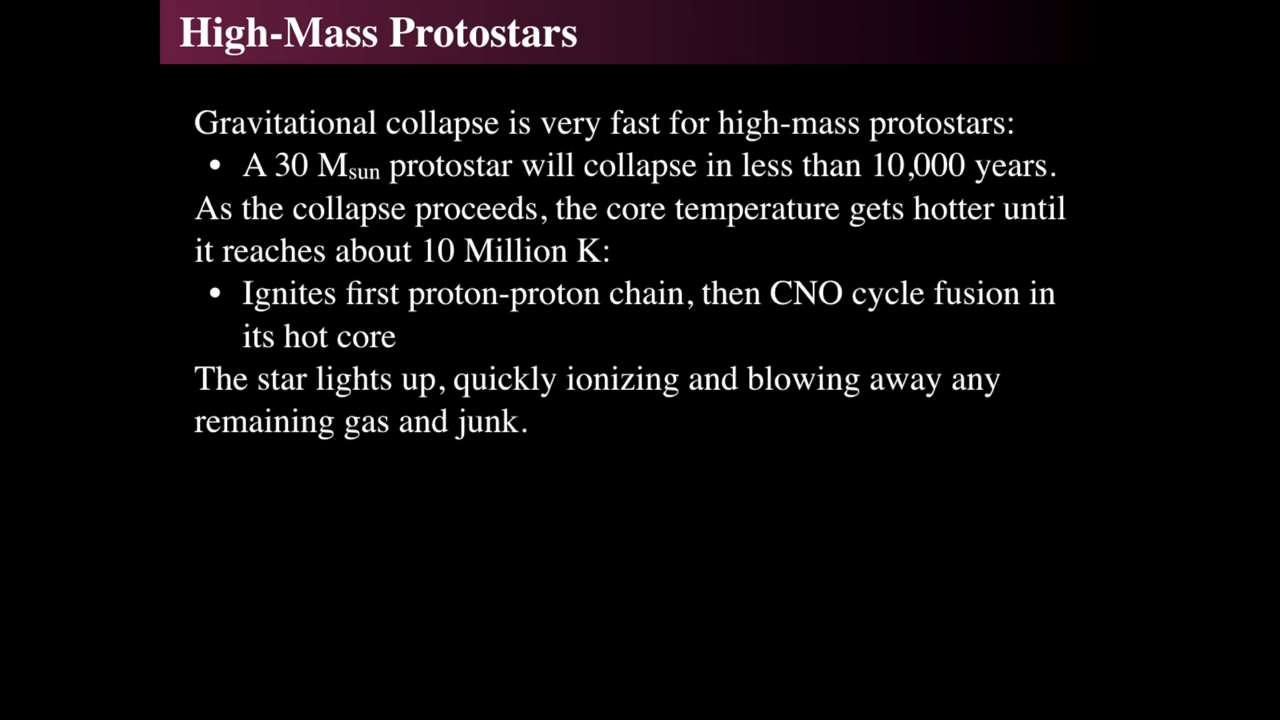 High-Mass Protostars
Gravitational collapse is very fast for high-mass protostars:
• A 30 Msun protostar will collapse in less than 10,000 years.
As the collapse proceeds, the core temperature gets hotter until
it reaches about 10 Million K:
• Ignites first proton-proton chain, then CNO cycle fusion in
its hot core
The star lights up, quickly ionizing and blowing away any
remaining gas and junk.